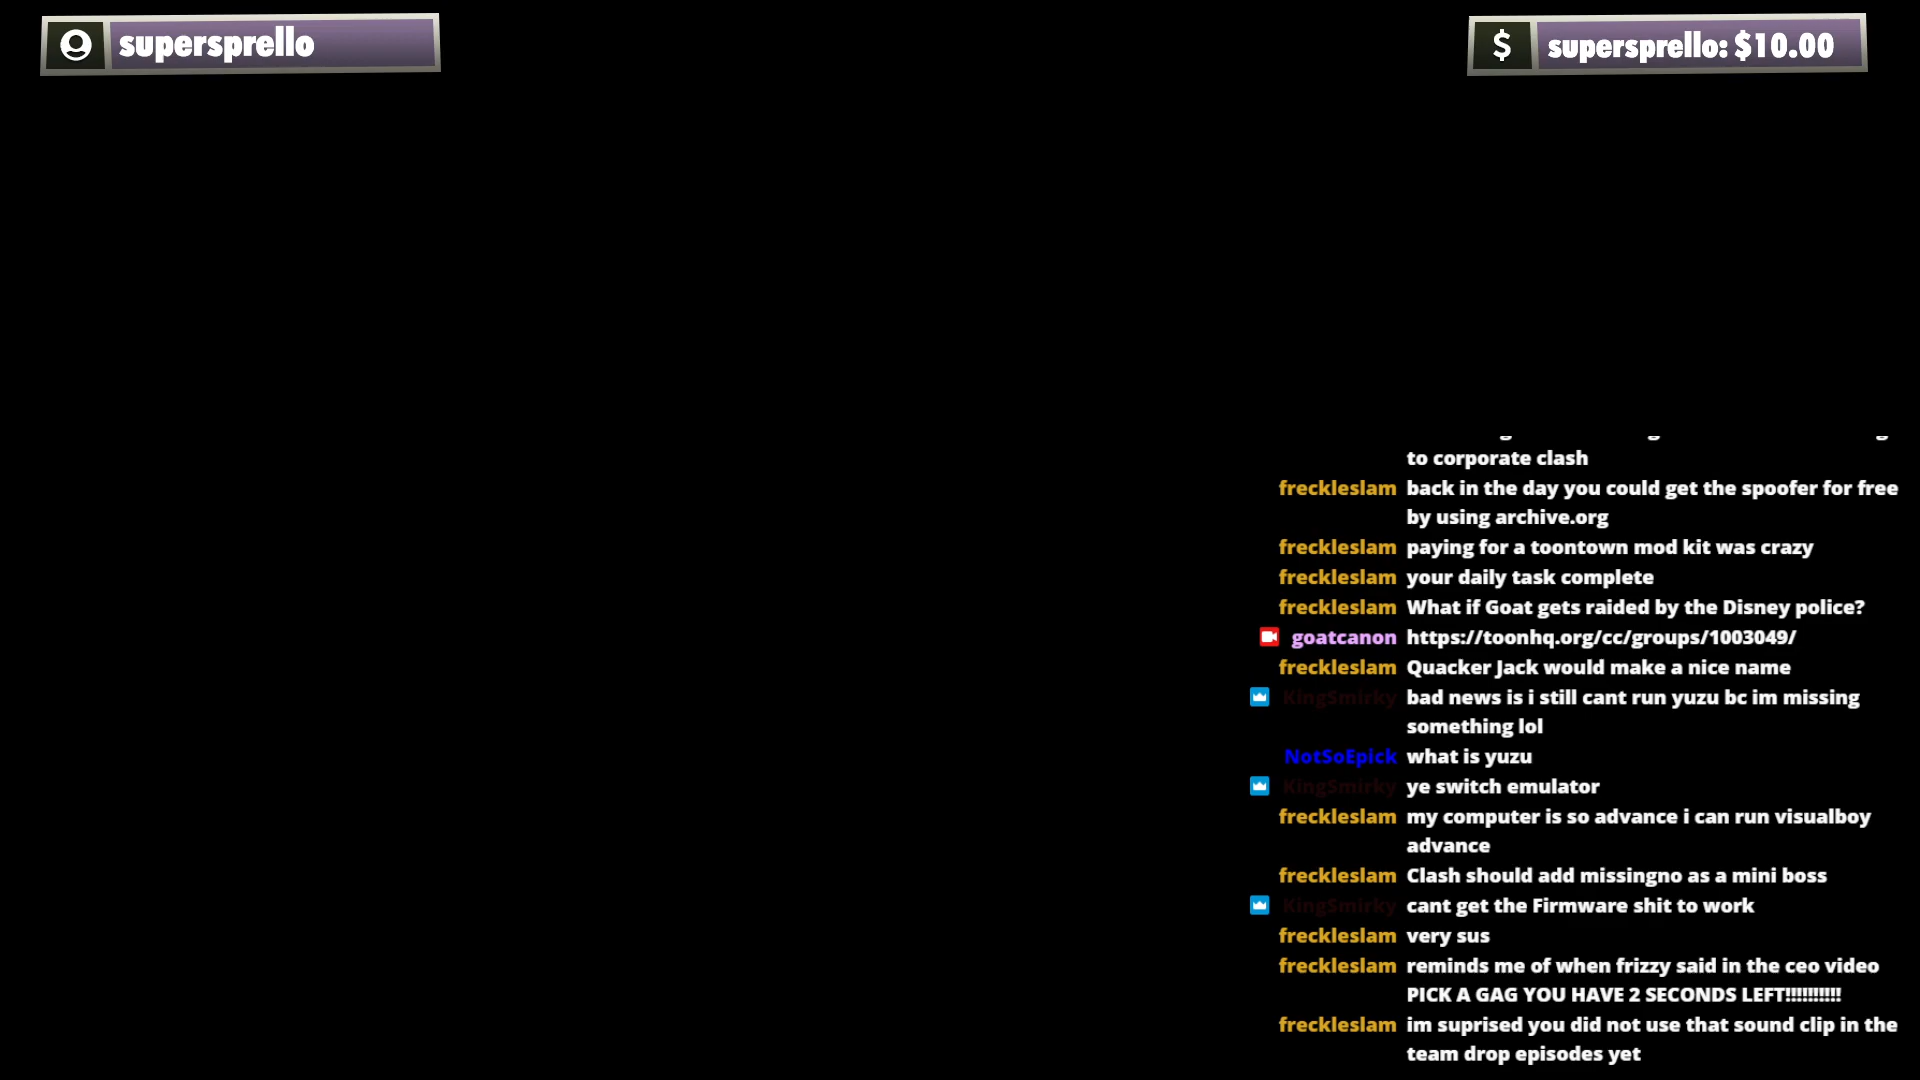 supersprello
$ supersprello: $10.00
to corporate clash
freckleslam back in the day you could get the spoofer for free
by using archive.org
freckleslam paying for a toontown mod kit was crazy
freckleslam your daily task complete
freckleslam What if Goat gets raided by the Disney police?
goatcanon https://toonhq.org/cc/groups/1003049/
freckleslam Quacker Jack would make a nice name
KingSmirky bad news is i still cant run yuzu bc im missing
something lol
NotSoEpick what is yuzu
KingSmirky ye switch emulator
freckleslam my computer is so advance i can run visualboy
advance
freckleslam Clash should add missingno as a mini boss
KingSmirky cant get the Firmware shit to work
freckleslam very sus
freckleslam reminds me of when frizzy said in the ceo video
PICK A GAG YOU HAVE 2 SECONDS LEFT!!!!!!!!!!
freckleslam im suprised you did not use that sound clip in the
team drop episodes yet